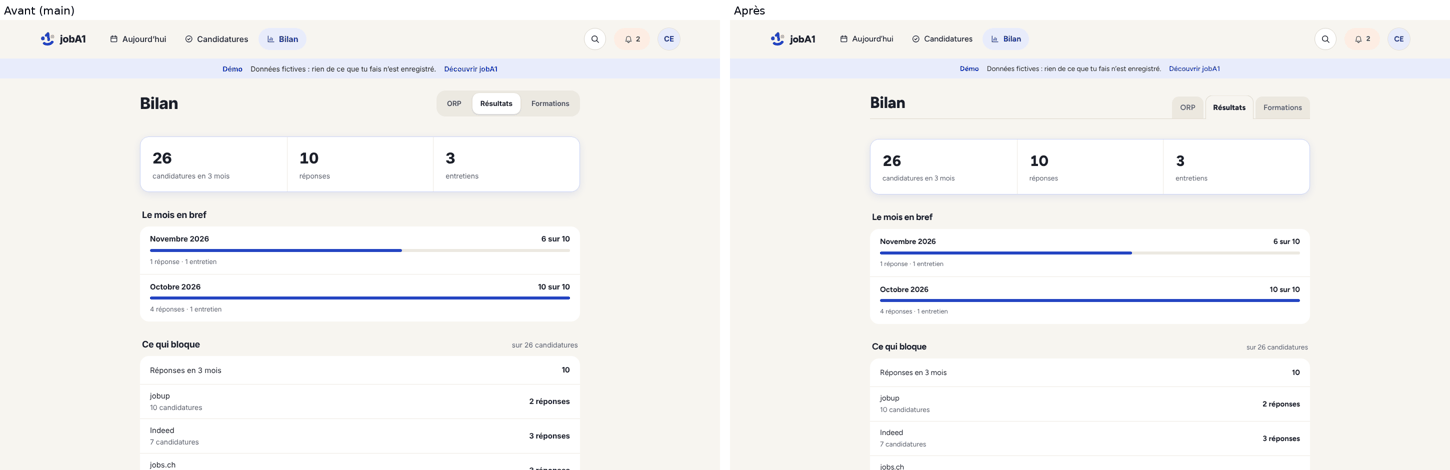 Avant (main)
jobA1 Aujourd'hui Candidatures Bilan 2 CE
Démo Données fictives : rien de ce que tu fais n'est enregistré. Découvrir jobA1
Bilan ORP Résultats Formations
26 10 3
candidatures en 3 mois réponses entretiens
Le mois en bref
Novembre 2026 6 sur 10
1 réponse · 1 entretien
Octobre 2026 10 sur 10
4 réponses · 1 entretien
Ce qui bloque sur 26 candidatures
Réponses en 3 mois 10
jobup
10 candidatures
2 réponses
Indeed
7 candidatures
3 réponses
jobs.ch
Après
jobA1 Aujourd'hui Candidatures Bilan 2 CE
Démo Données fictives : rien de ce que tu fais n'est enregistré. Découvrir jobA1
Bilan ORP Résultats Formations
26 10 3
candidatures en 3 mois réponses entretiens
Le mois en bref
Novembre 2026 6 sur 10
1 réponse · 1 entretien
Octobre 2026 10 sur 10
4 réponses · 1 entretien
Ce qui bloque sur 26 candidatures
Réponses en 3 mois 10
jobup
10 candidatures
2 réponses
Indeed
7 candidatures
3 réponses
jobs.ch